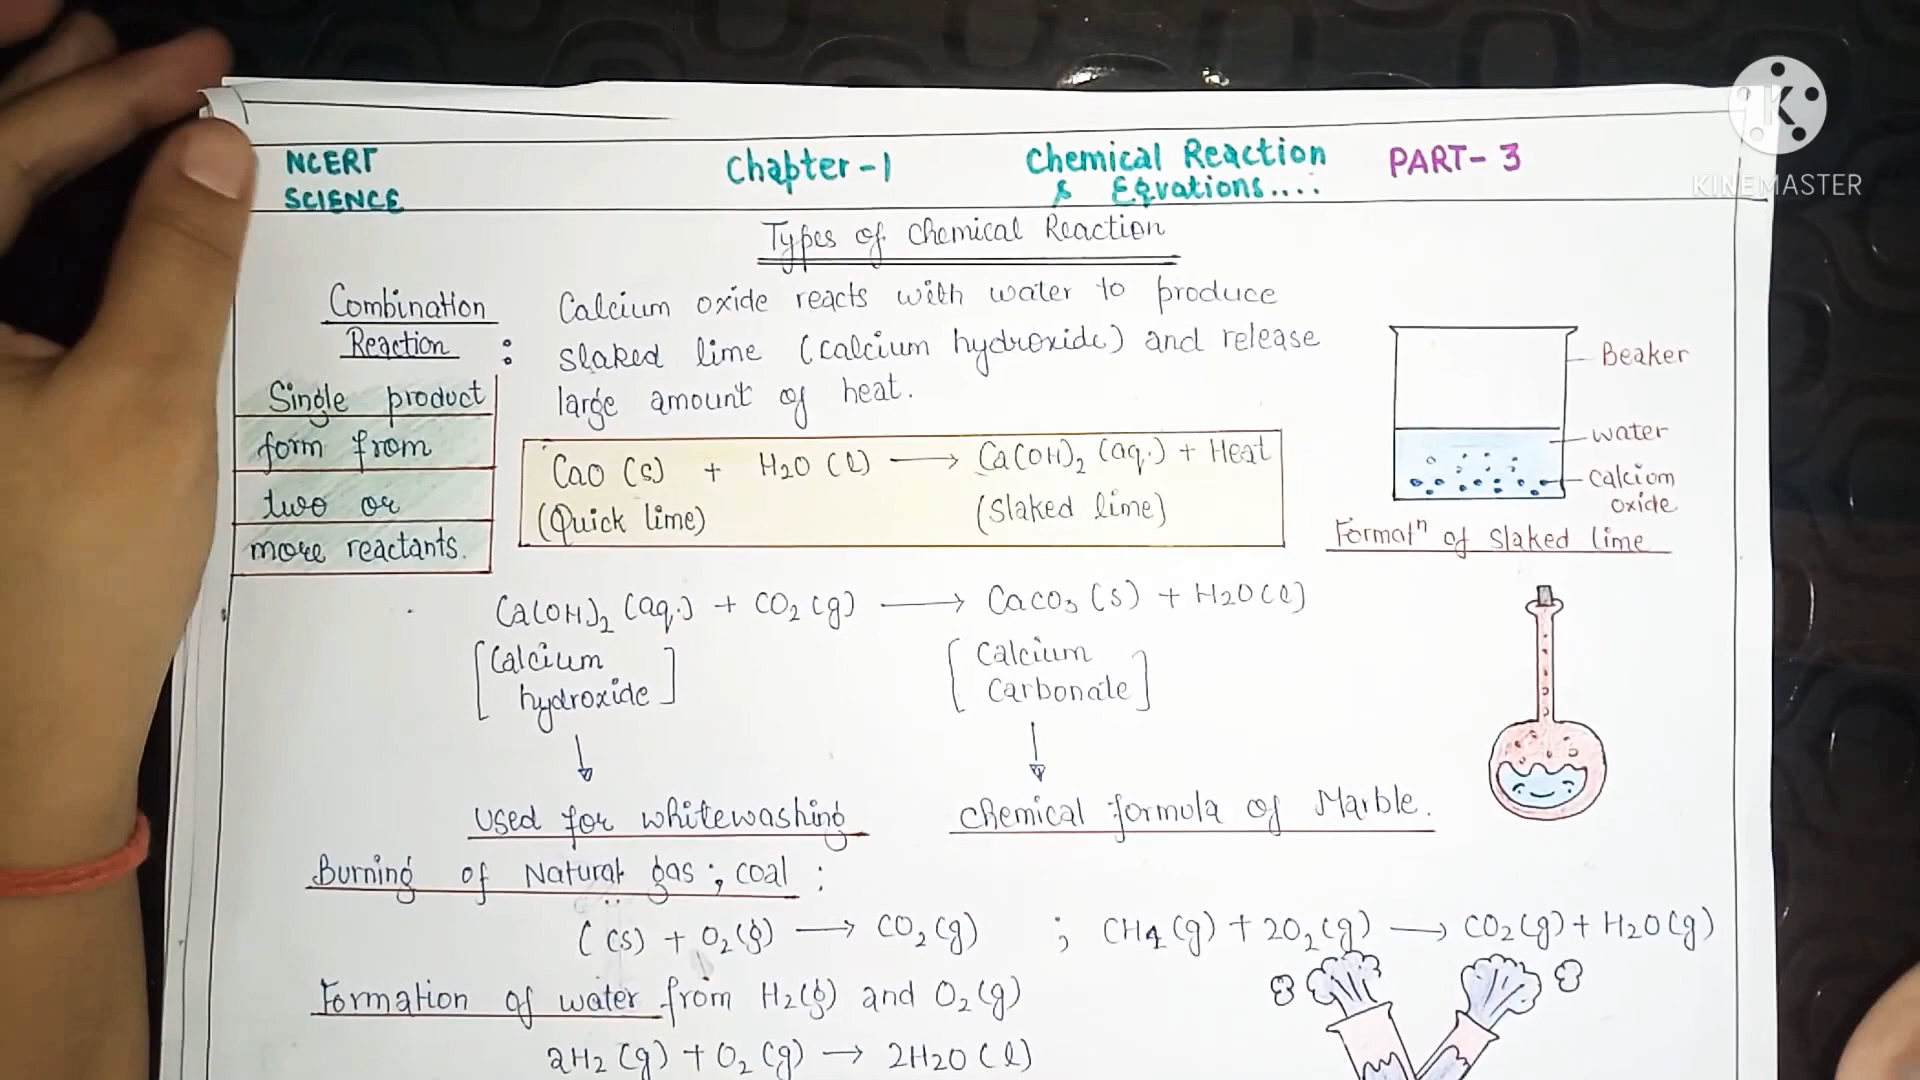 NCERT
SCIENCE
Chapter-1
Chemical Reaction
& Equations....
PART-3
KINEMASTER
Types of Chemical Reaction
Combination
Reaction :
Single product
form from
two or
more reactants.
Calcium oxide reacts with water to produce
slaked lime (calcium hydroxide) and release
large amount of heat.
CaO (s) + H2O (l) → Ca(OH)2 (aq.) + Heat
(Quick lime) (Slaked lime)
Beaker
water
calcium
oxide
Formatn of slaked lime
Ca(OH)2 (aq.) + CO2 (g) → CaCO3 (s) + H2O(l)
[Calcium
hydroxide]
[Calcium
Carbonate]
used for whitewashing
chemical formula of Marble.
Burning of Natural gas ; coal :
C (s) + O2(g) → CO2(g) ; CH4(g) + 2O2(g) → CO2(g) + H2O(g)
Formation of water from H2(g) and O2(g)
2H2 (g) + O2 (g) → 2H2O (l)